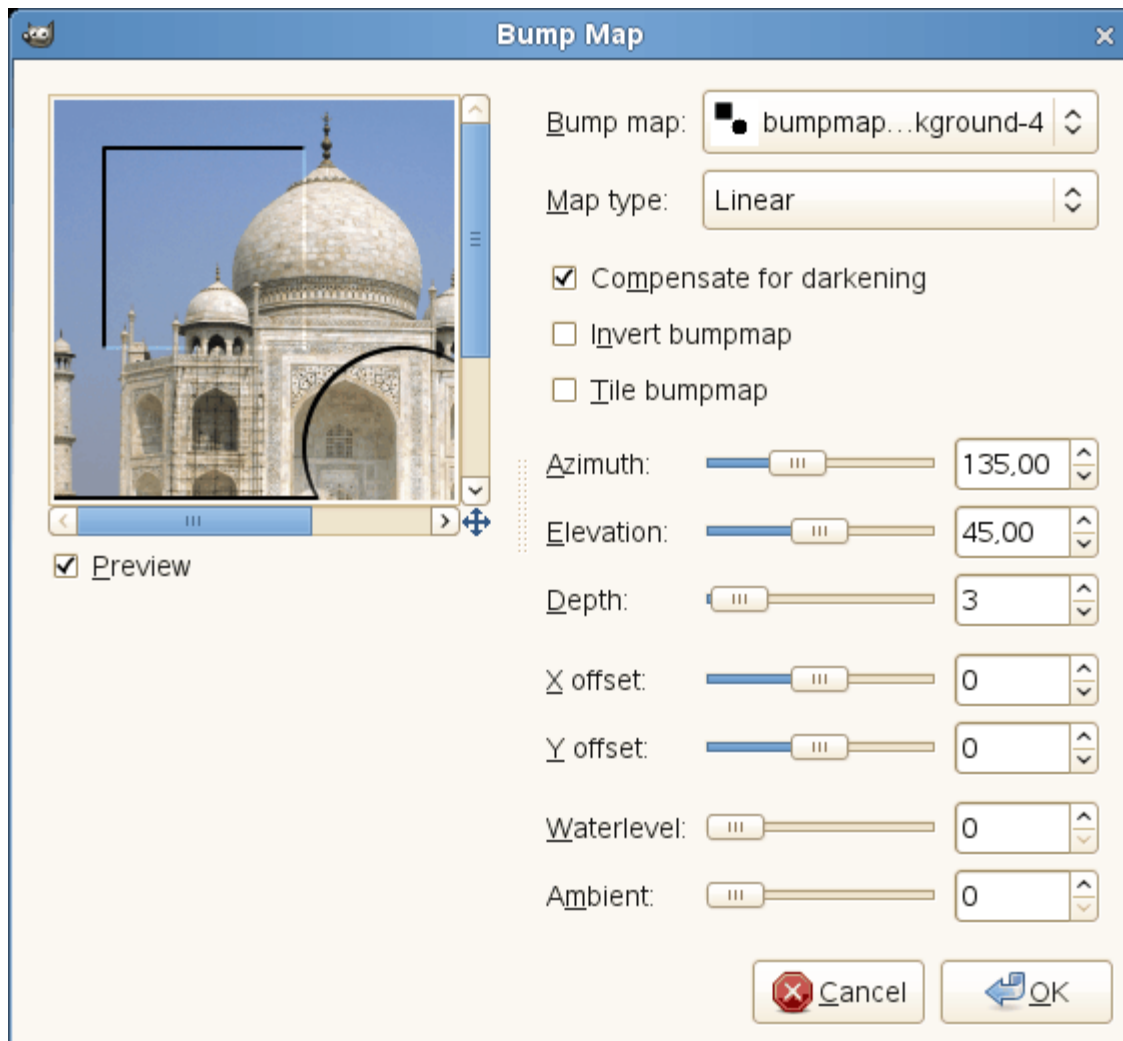 Bump Map
Bump map: bumpmap...kground-4
Map type: Linear
Compensate for darkening
Invert bumpmap
Tile bumpmap
Azimuth: 135,00
Elevation: 45,00
Depth: 3
X offset: 0
Y offset: 0
Waterlevel: 0
Ambient: 0
Preview
Cancel OK